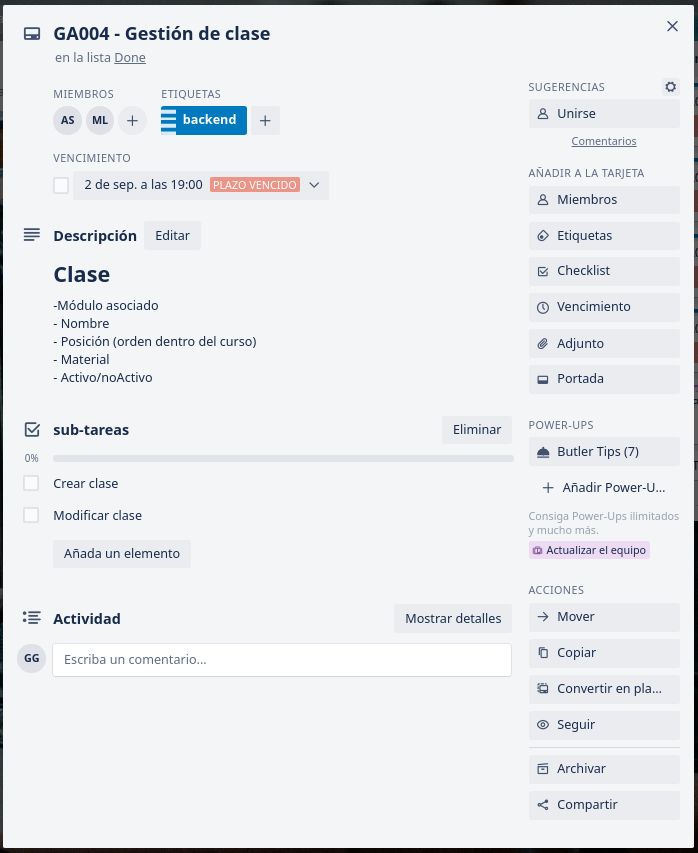 GA004 - Gestión de clase
en la lista Done
MIEMBROS
ETIQUETAS
AS
ML
backend
VENCIMIENTO
2 de sep. a las 19:00
PLAZO VENCIDO
Descripción
Editar
Clase
-Módulo asociado
- Nombre
- Posición (orden dentro del curso)
- Material
- Activo/noActivo
sub-tareas
Eliminar
0%
Crear clase
Modificar clase
Añada un elemento
Actividad
Mostrar detalles
GG
Escriba un comentario...
SUGERENCIAS
Unirse
Comentarios
AÑADIR A LA TARJETA
Miembros
Etiquetas
Checklist
Vencimiento
Adjunto
Portada
POWER-UPS
Butler Tips (7)
Añadir Power-U...
Consiga Power-Ups ilimitados
y mucho más.
Actualizar el equipo
ACCIONES
Mover
Copiar
Convertir en pla...
Seguir
Archivar
Compartir